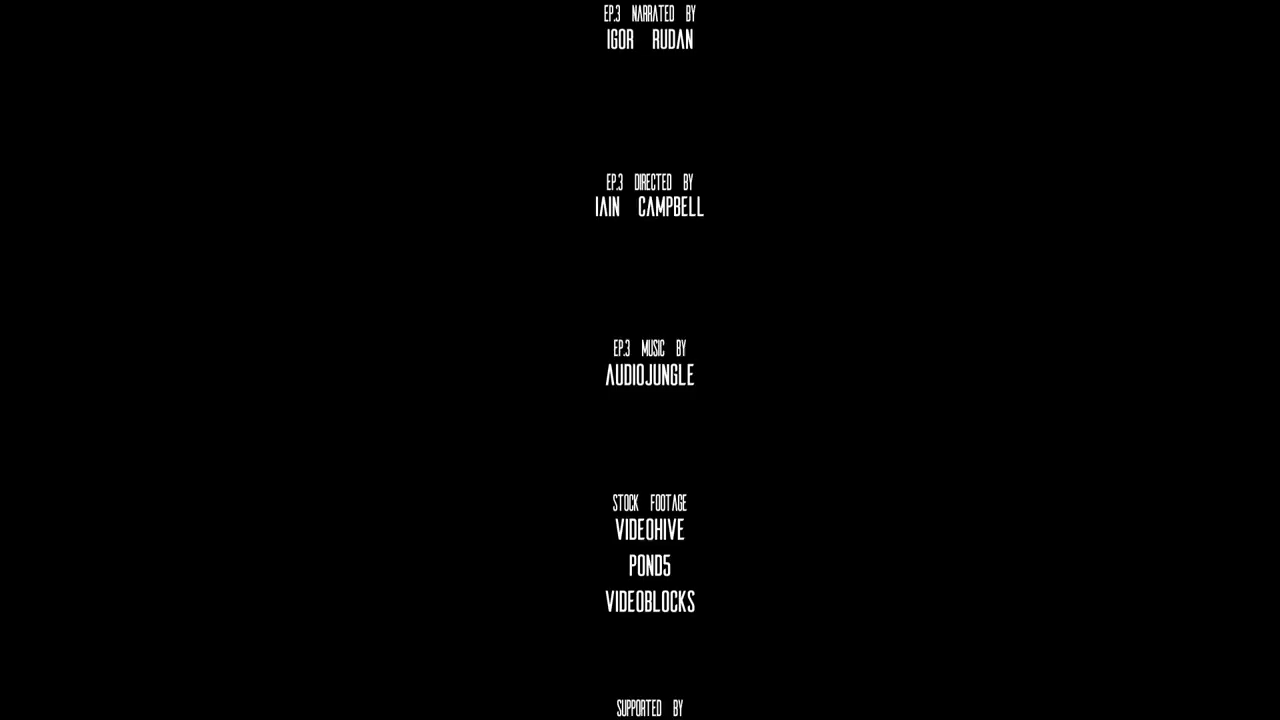 EP.3 NARRATED BY
IGOR RUDAN
EP.3 DIRECTED BY
IAIN CAMPBELL
EP.3 MUSIC BY
AUDIOJUNGLE
STOCK FOOTAGE
VIDEOHIVE
POND5
VIDEOBLOCKS
SUPPORTED BY